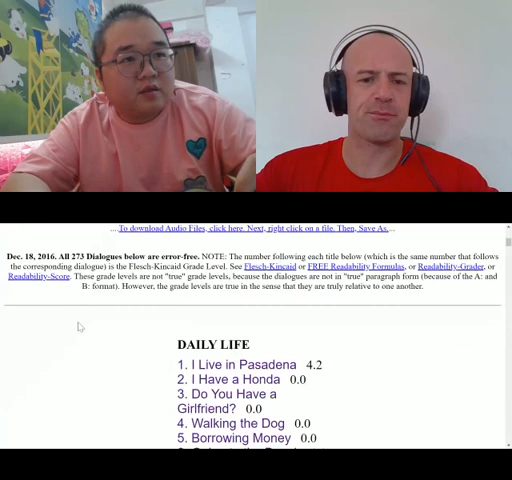 ....To download Audio Files, click here. Next, right click on a file. Then, Save As....
Dec. 18, 2016. All 273 Dialogues below are error-free. NOTE: The number following each title below (which is the same number that follows
the corresponding dialogue) is the Flesch-Kincaid Grade Level. See Flesch-Kincaid or FREE Readability Formulas, or Readability-Grader, or
Readability-Score. These grade levels are not "true" grade levels, because the dialogues are not in "true" paragraph form (because of the A: and
B: format). However, the grade levels are true in the sense that they are truly relative to one another.
DAILY LIFE
1. I Live in Pasadena 4.2
2. I Have a Honda 0.0
3. Do You Have a
Girlfriend? 0.0
4. Walking the Dog 0.0
5. Borrowing Money 0.0